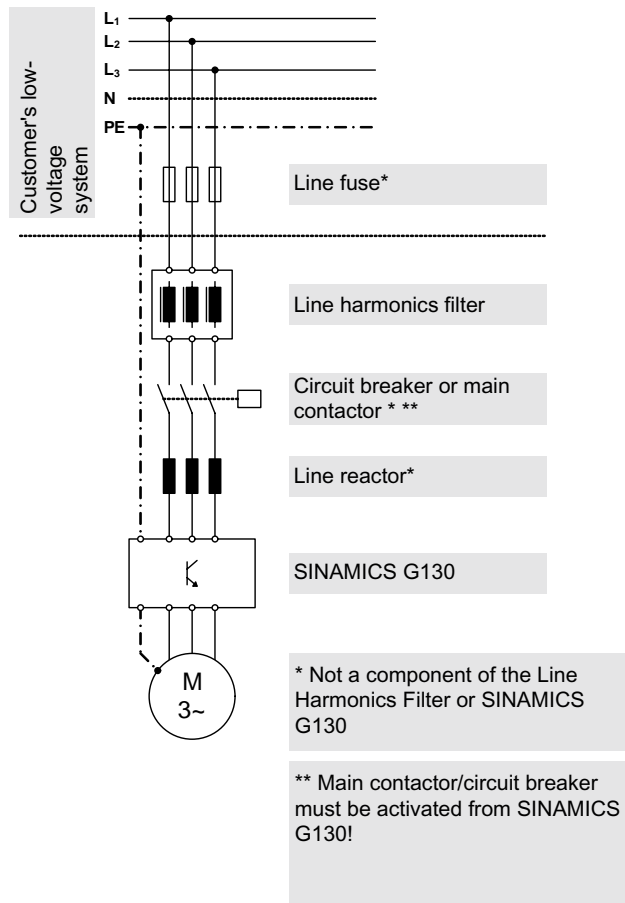 Customer's low-
voltage
system
L₁
L₂
L₃
N
PE
Line fuse*
Line harmonics filter
Circuit breaker or main
contactor * **
Line reactor*
SINAMICS G130
M
3~
* Not a component of the Line
Harmonics Filter or SINAMICS
G130
** Main contactor/circuit breaker
must be activated from SINAMICS
G130!